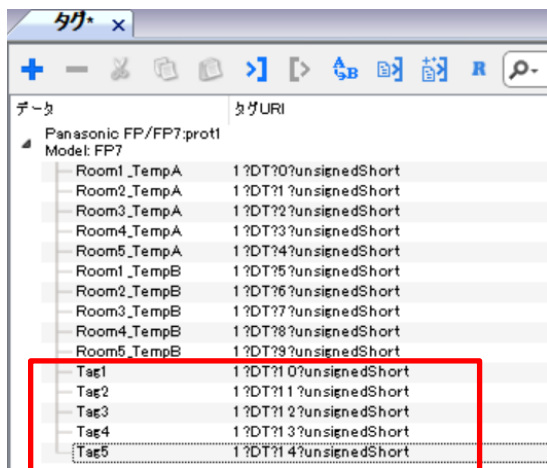 タグ* x
A B R
データ タグURI
Panasonic FP/FP7:prot1
Model: FP7
Room1_TempA 1?DT?0?unsignedShort
Room2_TempA 1?DT?1?unsignedShort
Room3_TempA 1?DT?2?unsignedShort
Room4_TempA 1?DT?3?unsignedShort
Room5_TempA 1?DT?4?unsignedShort
Room1_TempB 1?DT?5?unsignedShort
Room2_TempB 1?DT?6?unsignedShort
Room3_TempB 1?DT?7?unsignedShort
Room4_TempB 1?DT?8?unsignedShort
Room5_TempB 1?DT?9?unsignedShort
Tag1 1?DT?10?unsignedShort
Tag2 1?DT?11?unsignedShort
Tag3 1?DT?12?unsignedShort
Tag4 1?DT?13?unsignedShort
Tag5 1?DT?14?unsignedShort